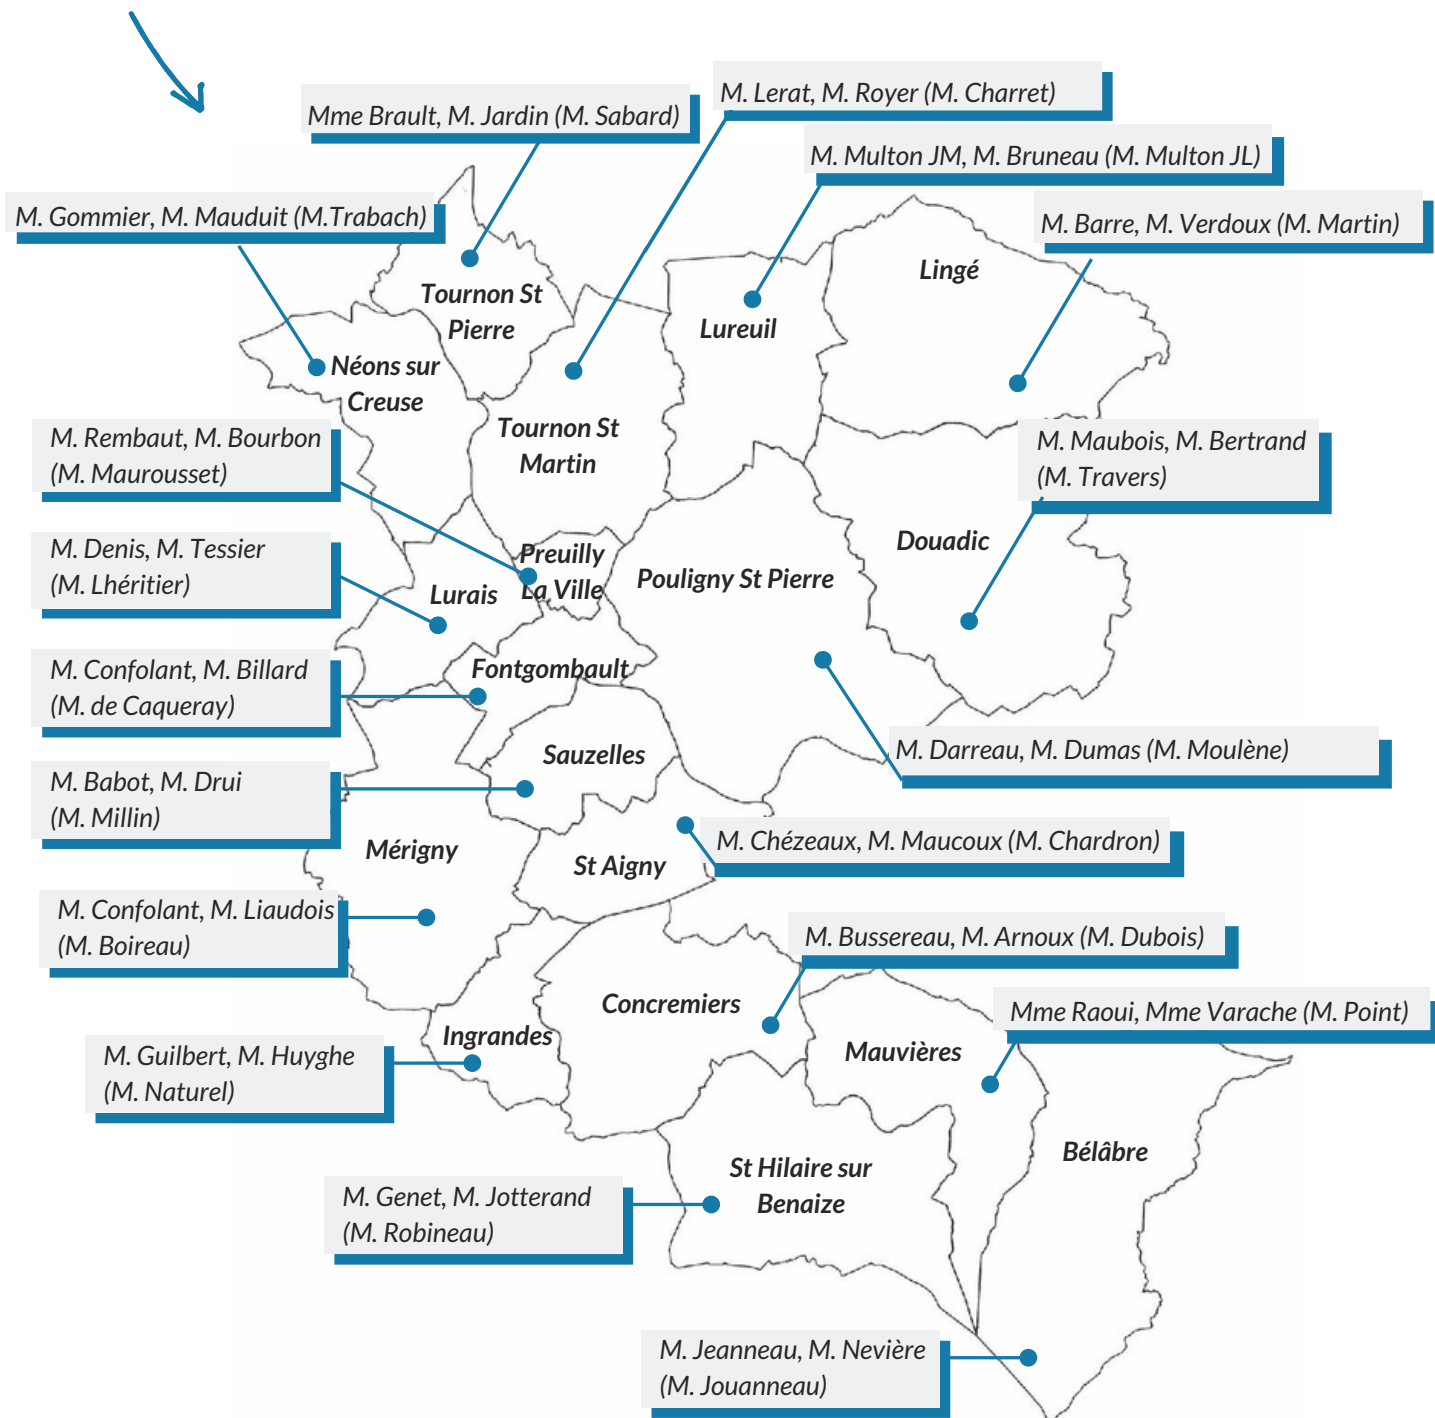 M. Lerat, M. Royer (M. Charret)
Mme Brault, M. Jardin (M. Sabard)
M. Multon JM, M. Bruneau (M. Multon JL)
M. Gommier, M. Mauduit (M.Trabach)
M. Barre, M. Verdoux (M. Martin)
Lingé
Tournon St
Pierre
Lureuil
Néons sur
Creuse
Tournon St
Martin
M. Rembaut, M. Bourbon
(M. Maurousset)
M. Maubois, M. Bertrand
(M. Travers)
Douadic
M. Denis, M. Tessier
(M. Lhéritier)
Preuilly
La Ville
Lurais
Pouligny St Pierre
M. Confolant, M. Billard
(M. de Caqueray)
Fontgombault
Sauzelles
M. Darreau, M. Dumas (M. Moulène)
M. Babot, M. Drui
(M. Millin)
Mérigny
St Aigny
M. Chézeaux, M. Maucoux (M. Chardron)
M. Confolant, M. Liaudois
(M. Boireau)
M. Bussereau, M. Arnoux (M. Dubois)
Concremiers
Mme Raoui, Mme Varache (M. Point)
Ingrandes
Mauvières
M. Guilbert, M. Huyghe
(M. Naturel)
Bélâbre
St Hilaire sur
Benaize
M. Genet, M. Jotterand
(M. Robineau)
M. Jeanneau, M. Nevière
(M. Jouanneau)